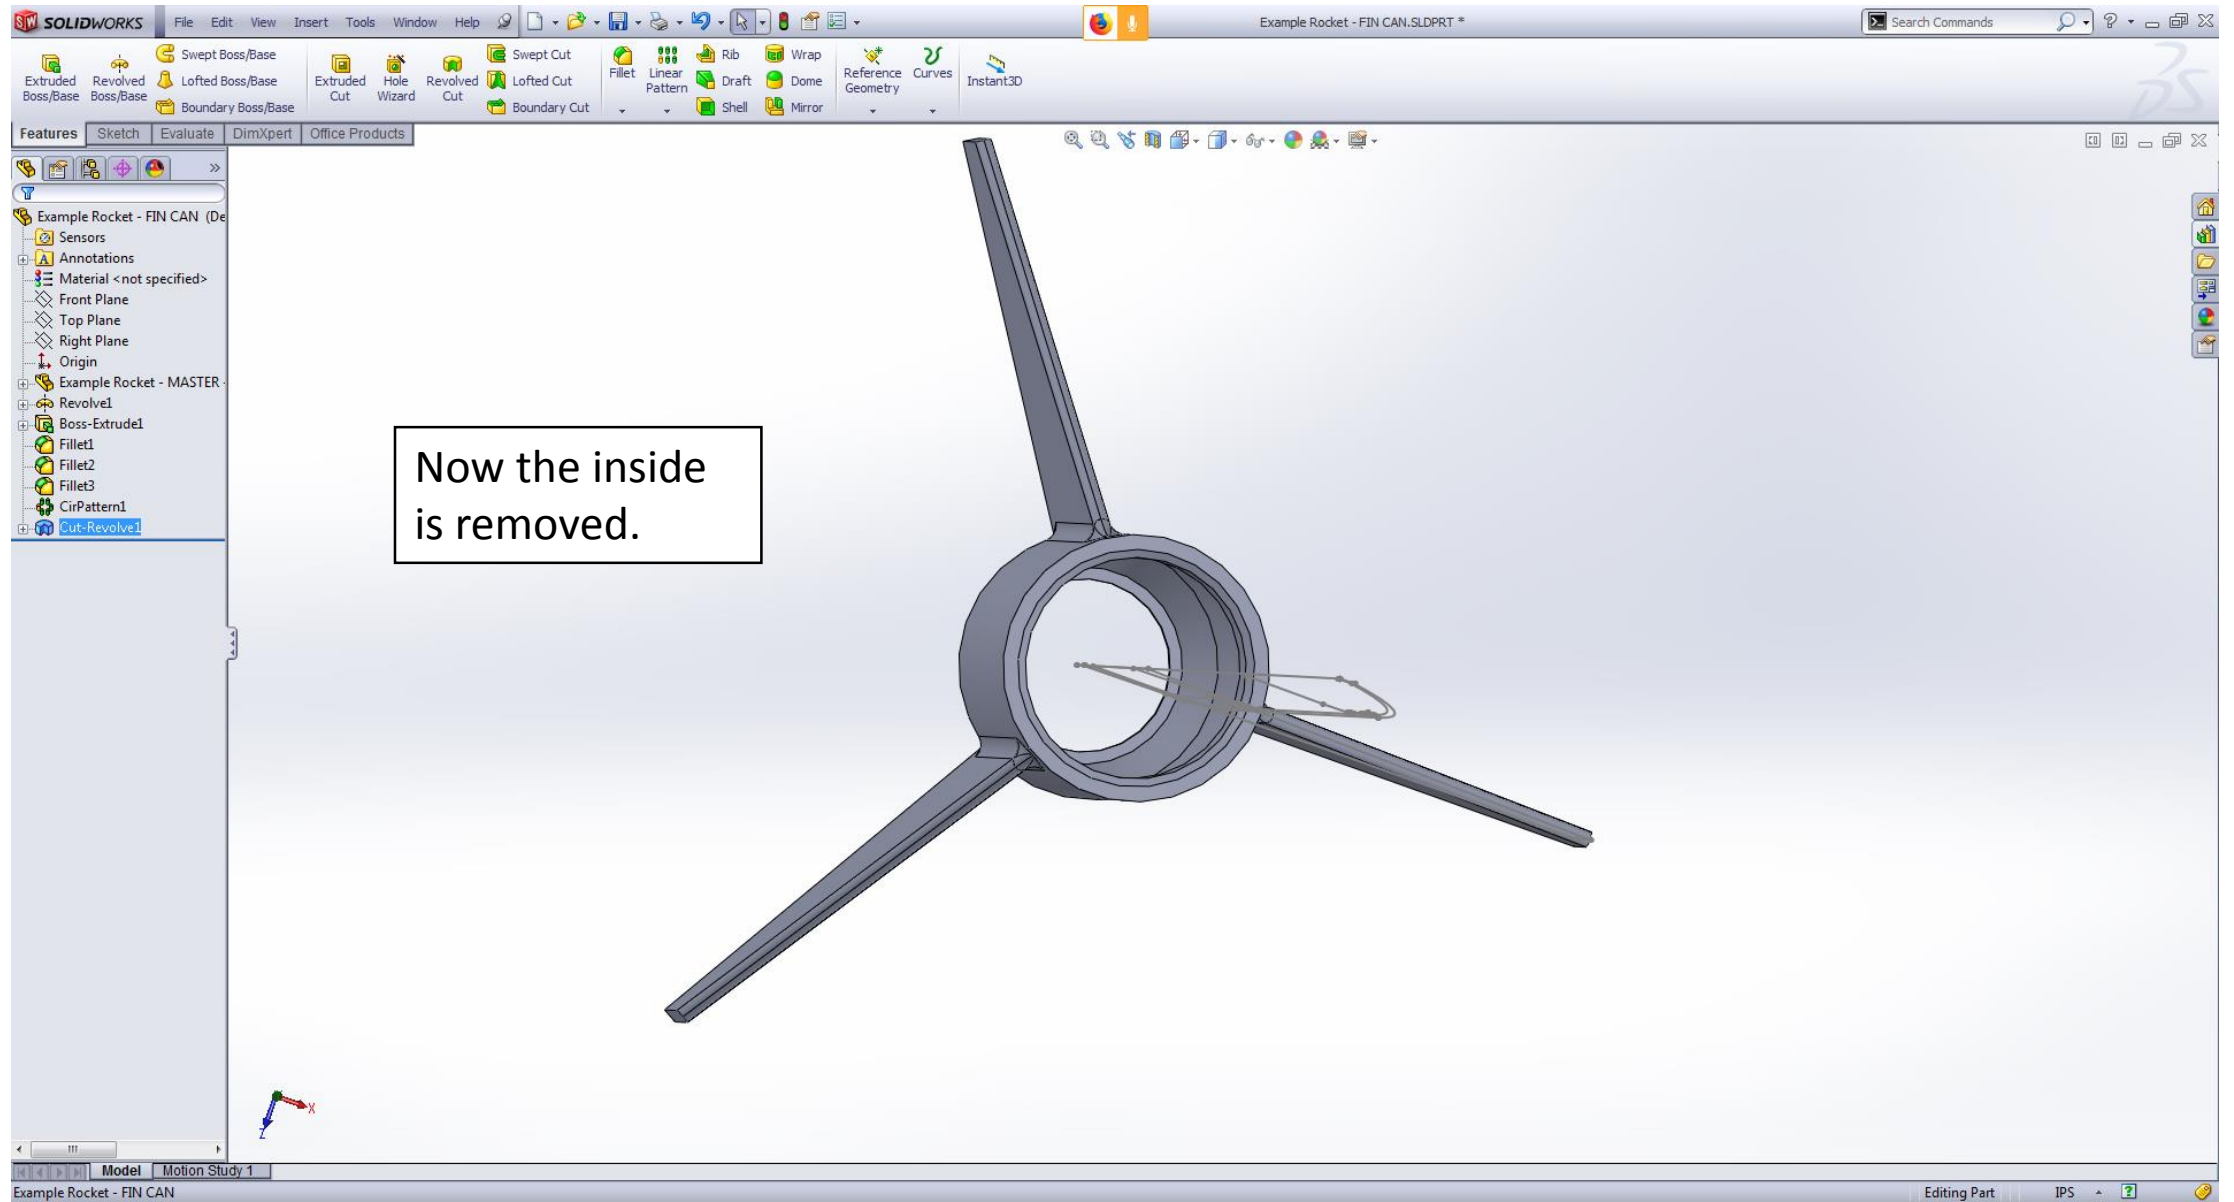 SOLIDWORKS File Edit View Insert Tools Window Help Example Rocket - FIN CAN.SLDPRT * Search Commands
Extruded Boss/Base
Revolved Boss/Base
Swept Boss/Base
Lofted Boss/Base
Boundary Boss/Base
Extruded Cut
Hole Wizard
Revolved Cut
Swept Cut
Lofted Cut
Boundary Cut
Fillet
Linear Pattern
Rib
Draft
Shell
Wrap
Dome
Mirror
Reference Geometry
Curves
Instant3D
Features Sketch Evaluate DimXpert Office Products
Example Rocket - FIN CAN (De
Sensors
Annotations
Material <not specified>
Front Plane
Top Plane
Right Plane
Origin
Example Rocket - MASTER -
Revolve1
Boss-Extrude1
Fillet1
Fillet2
Fillet3
CirPattern1
Cut-Revolve1
Now the inside
is removed.
X
Z
Model Motion Study 1
Example Rocket - FIN CAN Editing Part IPS